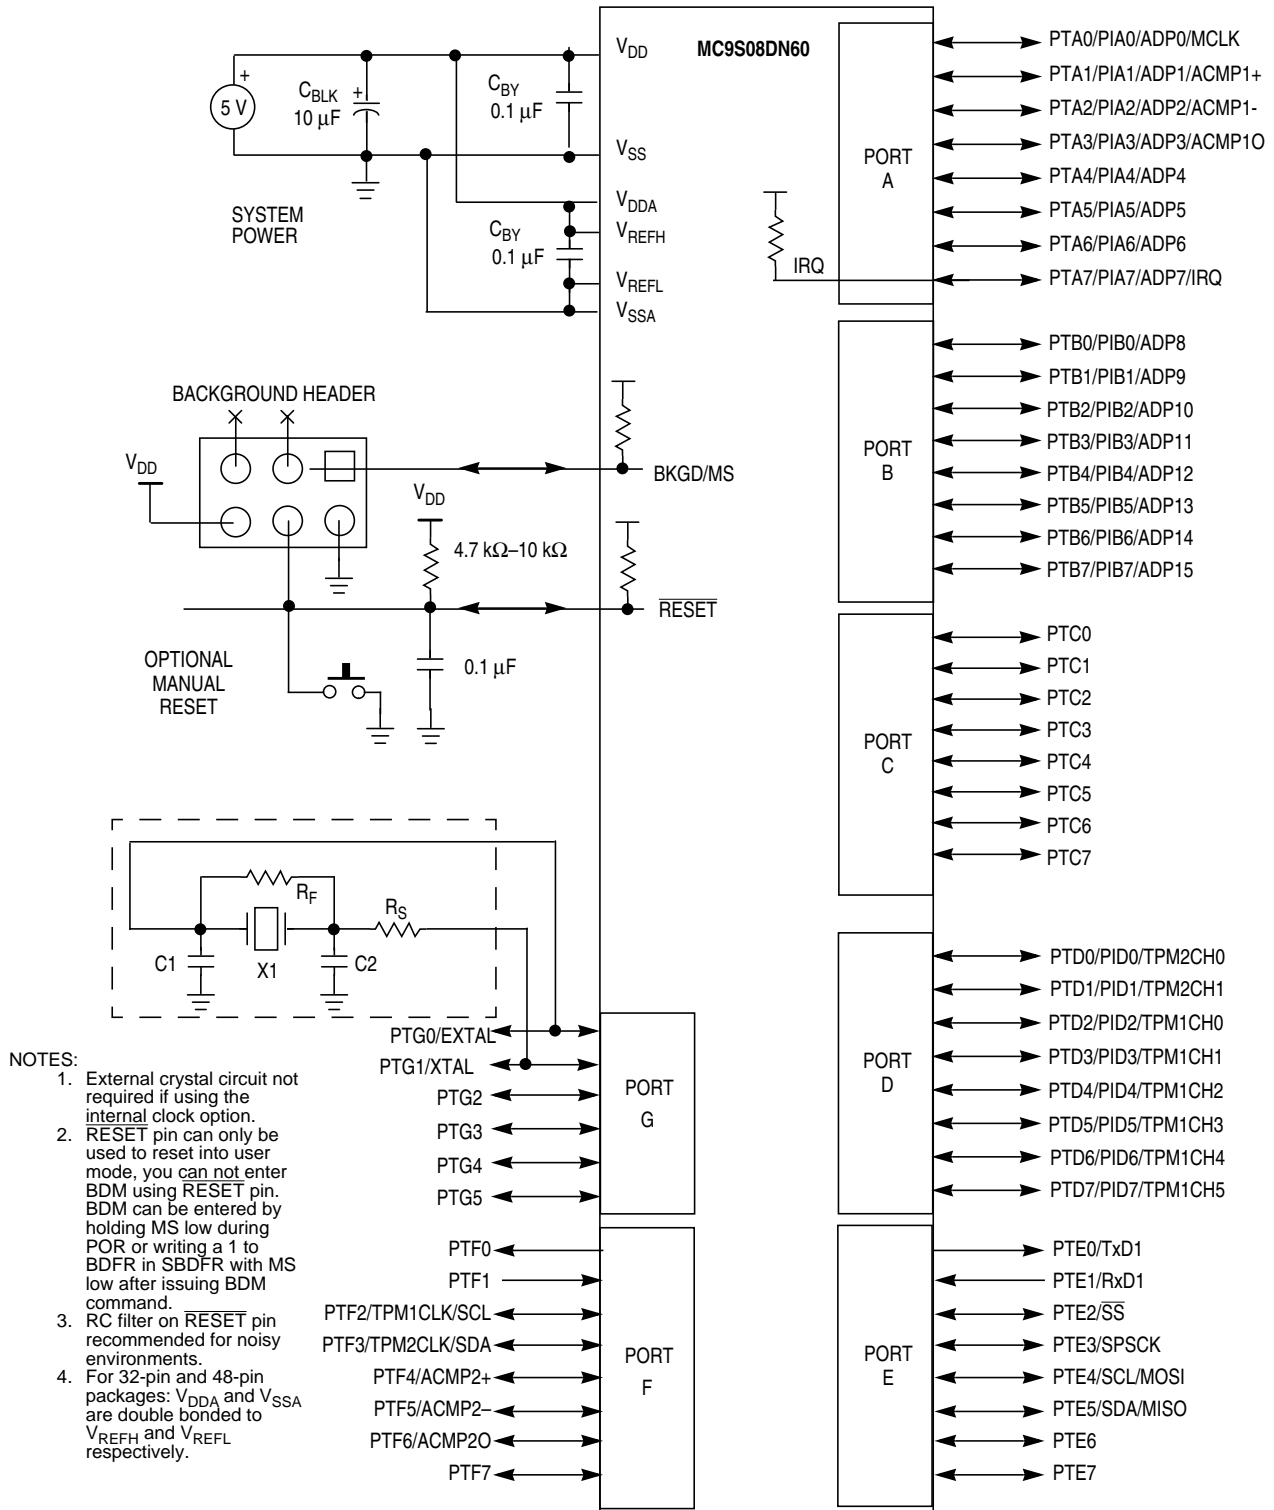 MC9S08DN60
VDD
5 V
+
CBLK
+
10 μF
CBY
0.1 μF
VSS
SYSTEM
POWER
VDDA
CBY
VREFH
0.1 μF
VREFL
VSSA
IRQ
PORT
A
PTA0/PIA0/ADP0/MCLK
PTA1/PIA1/ADP1/ACMP1+
PTA2/PIA2/ADP2/ACMP1-
PTA3/PIA3/ADP3/ACMP1O
PTA4/PIA4/ADP4
PTA5/PIA5/ADP5
PTA6/PIA6/ADP6
PTA7/PIA7/ADP7/IRQ
PORT
B
PTB0/PIB0/ADP8
PTB1/PIB1/ADP9
PTB2/PIB2/ADP10
PTB3/PIB3/ADP11
PTB4/PIB4/ADP12
PTB5/PIB5/ADP13
PTB6/PIB6/ADP14
PTB7/PIB7/ADP15
BACKGROUND HEADER
VDD
BKGD/MS
VDD
4.7 kΩ–10 kΩ
RESET
OPTIONAL
MANUAL
RESET
0.1 μF
PORT
C
PTC0
PTC1
PTC2
PTC3
PTC4
PTC5
PTC6
PTC7
RF
RS
C1
X1
C2
PORT
D
PTD0/PID0/TPM2CH0
PTD1/PID1/TPM2CH1
PTD2/PID2/TPM1CH0
PTD3/PID3/TPM1CH1
PTD4/PID4/TPM1CH2
PTD5/PID5/TPM1CH3
PTD6/PID6/TPM1CH4
PTD7/PID7/TPM1CH5
PTG0/EXTAL
PTG1/XTAL
PTG2
PTG3
PTG4
PTG5
PORT
G
NOTES:
1. External crystal circuit not
required if using the
internal clock option.
2. RESET pin can only be
used to reset into user
mode, you can not enter
BDM using RESET pin.
BDM can be entered by
holding MS low during
POR or writing a 1 to
BDFR in SBDFR with MS
low after issuing BDM
command.
3. RC filter on RESET pin
recommended for noisy
environments.
4. For 32-pin and 48-pin
packages: VDDA and VSSA
are double bonded to
VREFH and VREFL
respectively.
PTF0
PTF1
PTF2/TPM1CLK/SCL
PTF3/TPM2CLK/SDA
PTF4/ACMP2+
PTF5/ACMP2–
PTF6/ACMP2O
PTF7
PORT
F
PORT
E
PTE0/TxD1
PTE1/RxD1
PTE2/SS
PTE3/SPSCK
PTE4/SCL/MOSI
PTE5/SDA/MISO
PTE6
PTE7